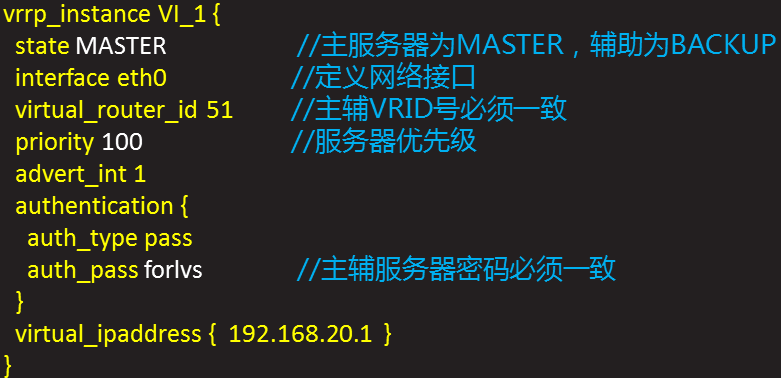 vrrp_instance VI_1 {
state MASTER //主服务器为MASTER，辅助为BACKUP
interface eth0 //定义网络接口
virtual_router_id 51 //主辅VRID号必须一致
priority 100 //服务器优先级
advert_int 1
authentication {
auth_type pass
auth_pass forlvs //主辅服务器密码必须一致
}
virtual_ipaddress { 192.168.20.1 }
}